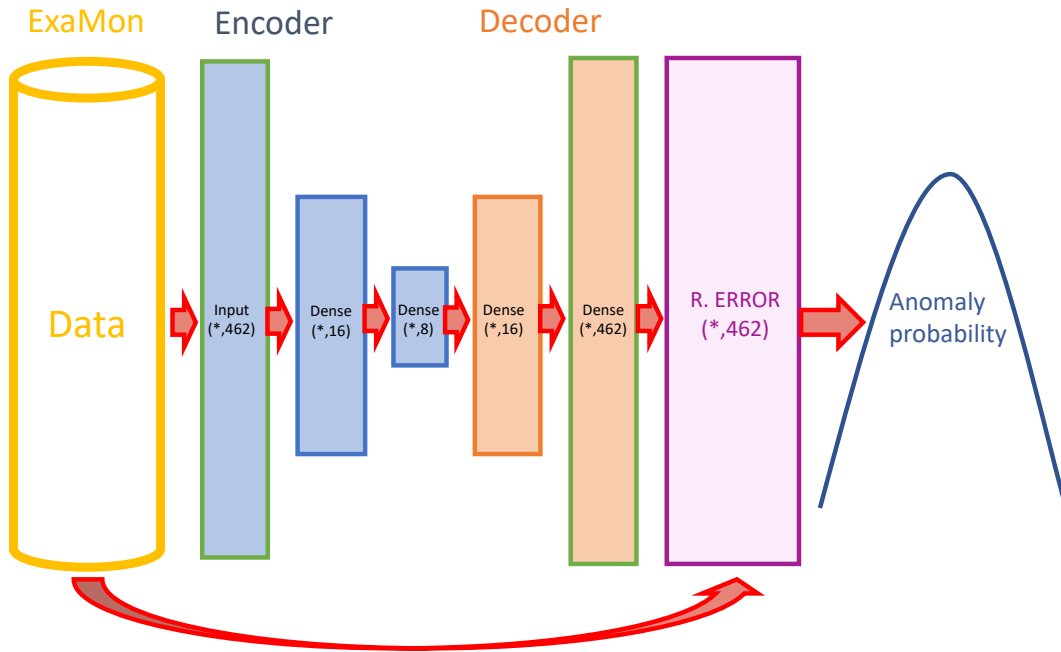 ExaMon
Encoder
Decoder
Data
Input
(*,462)
Dense
(*,16)
Dense
(*,8)
Dense
(*,16)
Dense
(*,462)
R. ERROR
(*,462)
Anomaly
probability